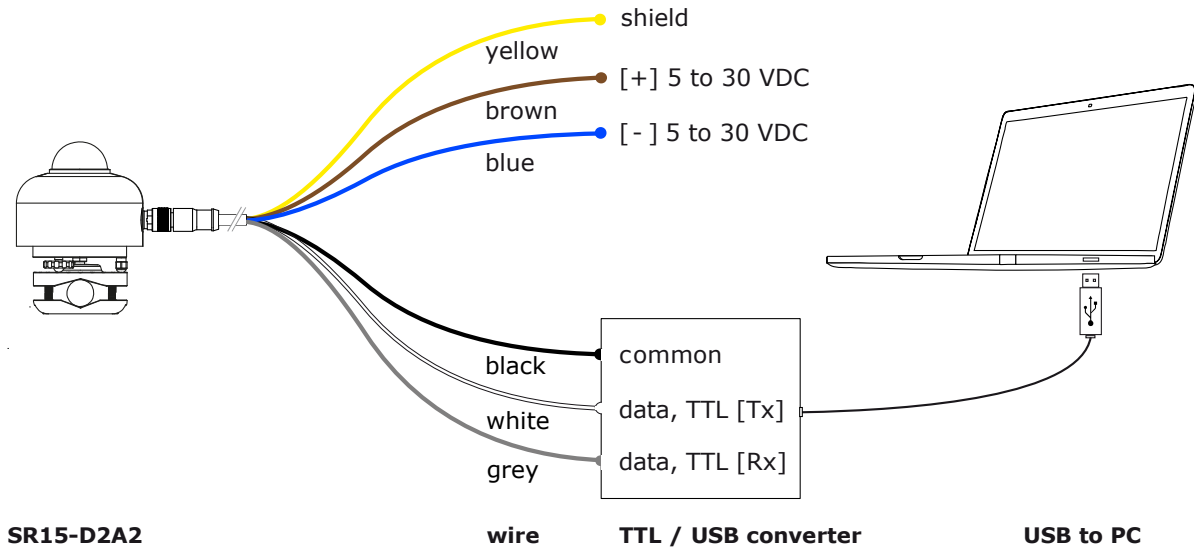 shield
yellow
[+] 5 to 30 VDC
brown
[-] 5 to 30 VDC
blue
common
black
data, TTL [Tx]
white
data, TTL [Rx]
grey
SR15-D2A2 wire TTL / USB converter USB to PC